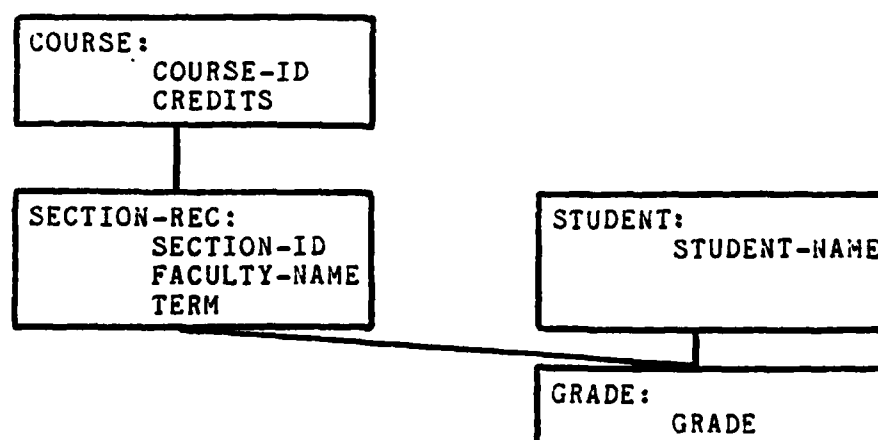 COURSE:
COURSE-ID
CREDITS
SECTION-REC:
SECTION-ID
FACULTY-NAME
TERM
STUDENT:
STUDENT-NAME
GRADE:
GRADE